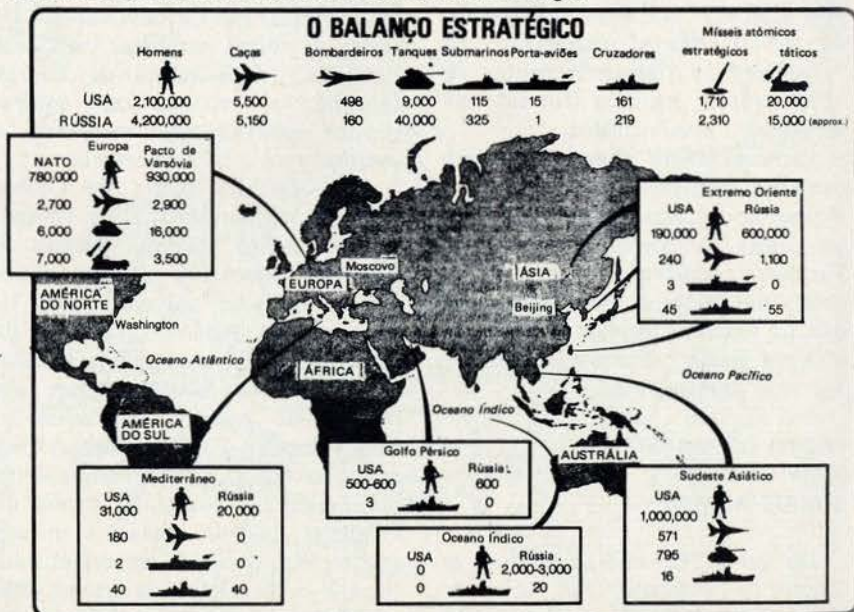 O BALANÇO ESTRATÉGICO
Homens Caças Bombardeiros Tanques Submarinos Porta-aviões Cruzadores Mísseis atómicos
estratégicos táticos
USA 2,100,000 5,500 498 9,000 115 15 161 1,710 20,000
RÚSSIA 4,200,000 5,150 160 40,000 325 1 219 2,310 15,000 (approx.)
Europa
NATO Pacto de
Varsóvia
780,000 930,000
2,700 2,900
6,000 16,000
7,000 3,500
Extremo Oriente
USA Rússia
190,000 600,000
240 1,100
3 0
45 55
Moscovo
EUROPA
ÁSIA
Beijing
AMÉRICA
DO NORTE
Washington
Oceano Atlântico
ÁFRICA
Oceano Pacífico
Oceano Índico
AMÉRICA
DO SUL
AUSTRÁLIA
Mediterrâneo
USA Rússia
31,000 20,000
180 0
2 0
40 40
Golfo Pérsico
USA Rússia
500-600 600
3 0
Oceano Índico
USA Rússia
0 2,000-3,000
0 20
Sudeste Asiático
USA
1,000,000
571
795
16